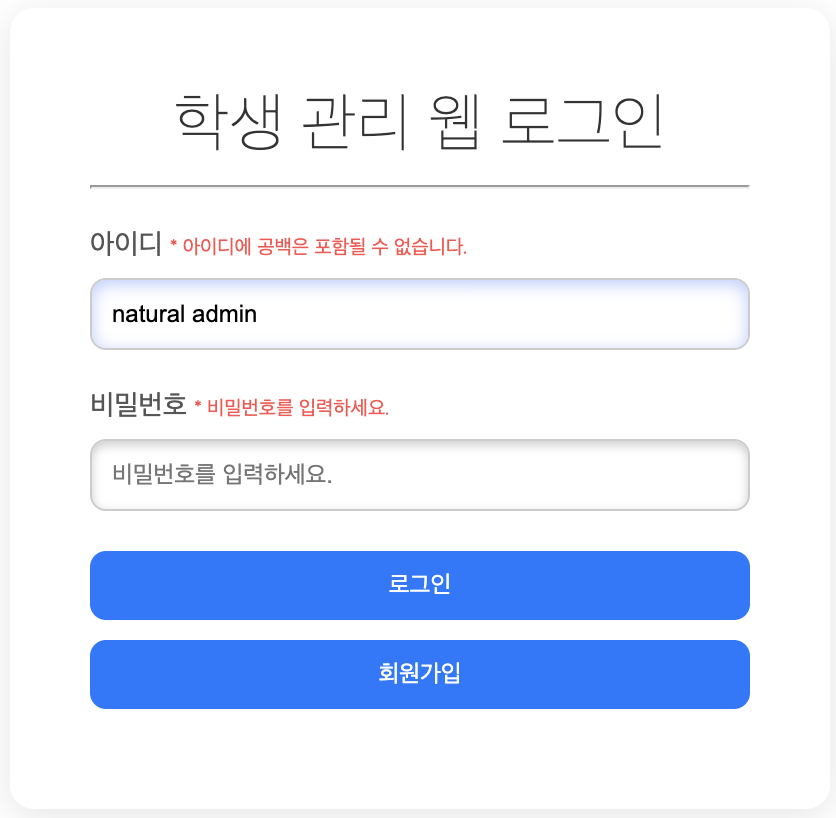 학생 관리 웹 로그인
아이디 * 아이디에 공백은 포함될 수 없습니다.
natural admin
비밀번호 * 비밀번호를 입력하세요.
비밀번호를 입력하세요.
로그인
회원가입